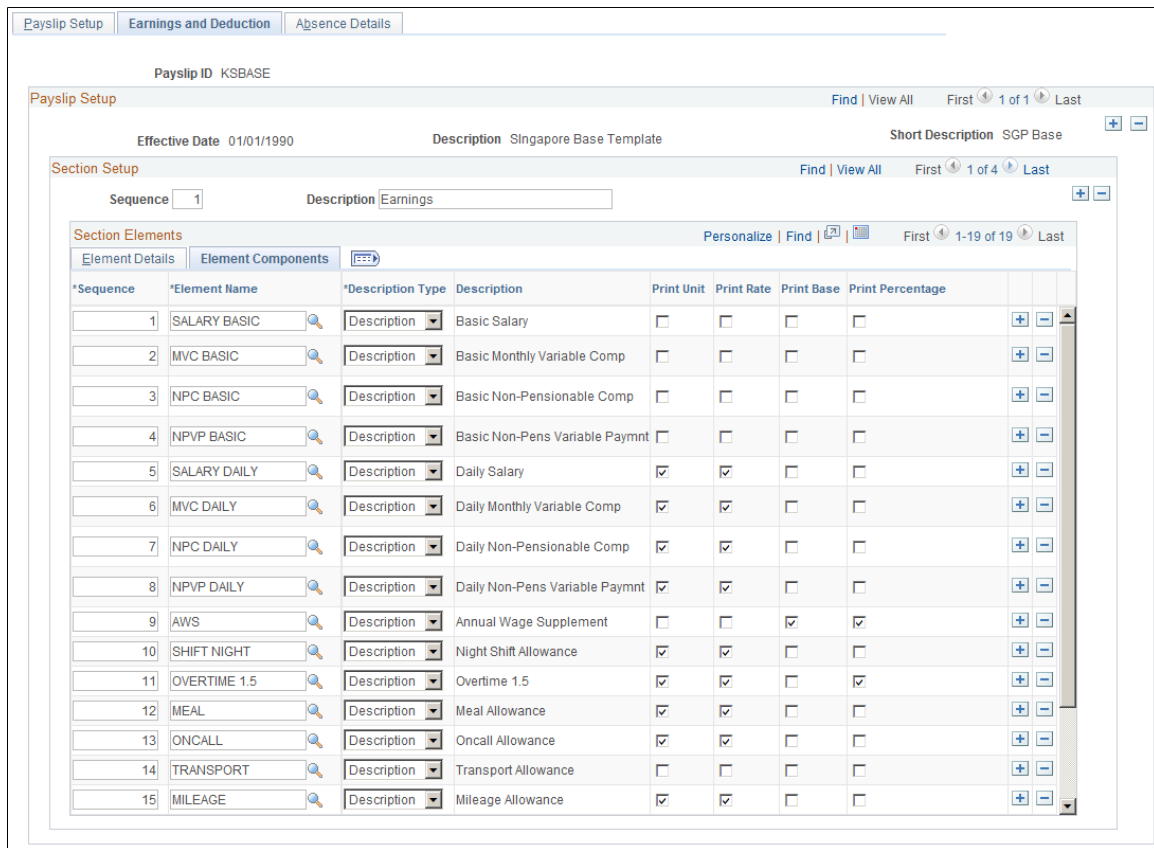 Payslip Setup Earnings and Deduction Absence Details
Payslip ID KSBASE
Payslip Setup Find | View All First 1 of 1 Last
Effective Date 01/01/1990 Description SIngapore Base Template Short Description SGP Base
Section Setup Find | View All First 1 of 4 Last
Sequence 1 Description Earnings
Section Elements Personalize | Find | | First 1-19 of 19 Last
Element Details Element Components
*Sequence *Element Name *Description Type Description Print Unit Print Rate Print Base Print Percentage
1 SALARY BASIC Description Basic Salary
2 MVC BASIC Description Basic Monthly Variable Comp
3 NPC BASIC Description Basic Non-Pensionable Comp
4 NPVP BASIC Description Basic Non-Pens Variable Paymnt
5 SALARY DAILY Description Daily Salary
6 MVC DAILY Description Daily Monthly Variable Comp
7 NPC DAILY Description Daily Non-Pensionable Comp
8 NPVP DAILY Description Daily Non-Pens Variable Paymnt
9 AWS Description Annual Wage Supplement
10 SHIFT NIGHT Description Night Shift Allowance
11 OVERTIME 1.5 Description Overtime 1.5
12 MEAL Description Meal Allowance
13 ONCALL Description Oncall Allowance
14 TRANSPORT Description Transport Allowance
15 MILEAGE Description Mileage Allowance